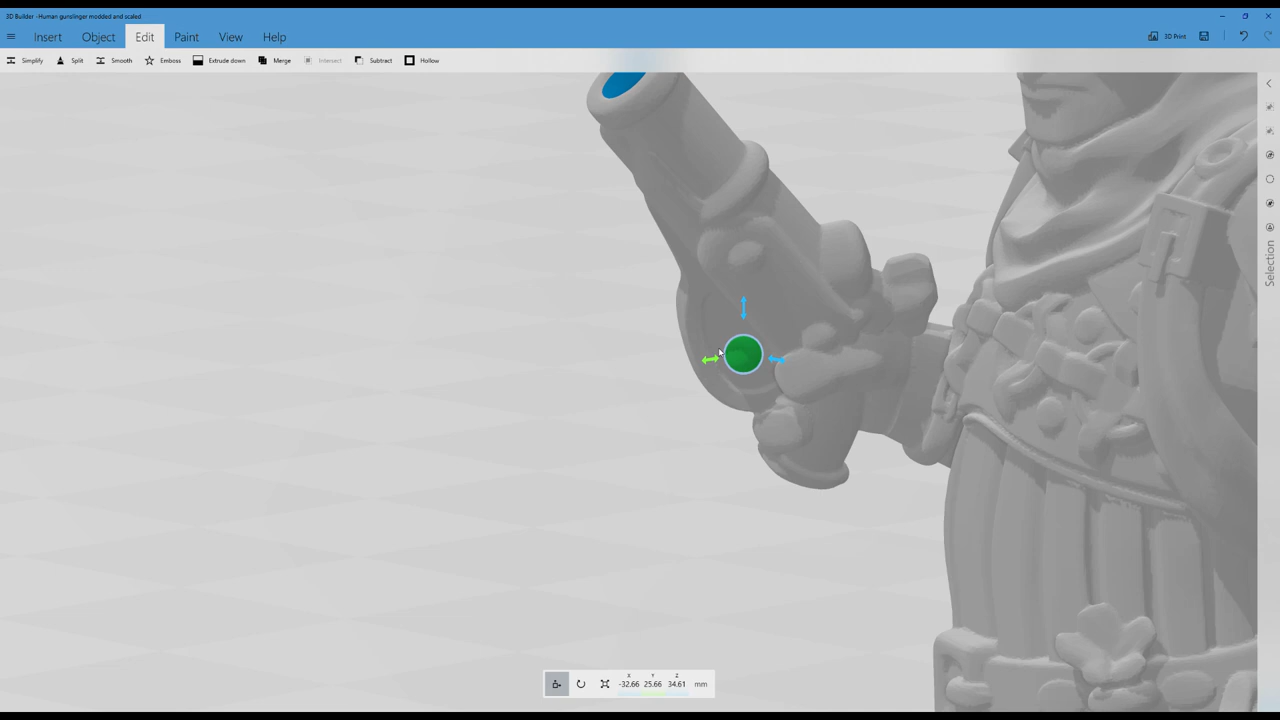 3D Builder -Human gunslinger modded and scaled
Insert Object Edit Paint View Help
3D Print
Simplify Split Smooth Emboss Extrude down Merge Intersect Subtract Hollow
Selection
X Y Z
-32.66 25.66 34.61 mm